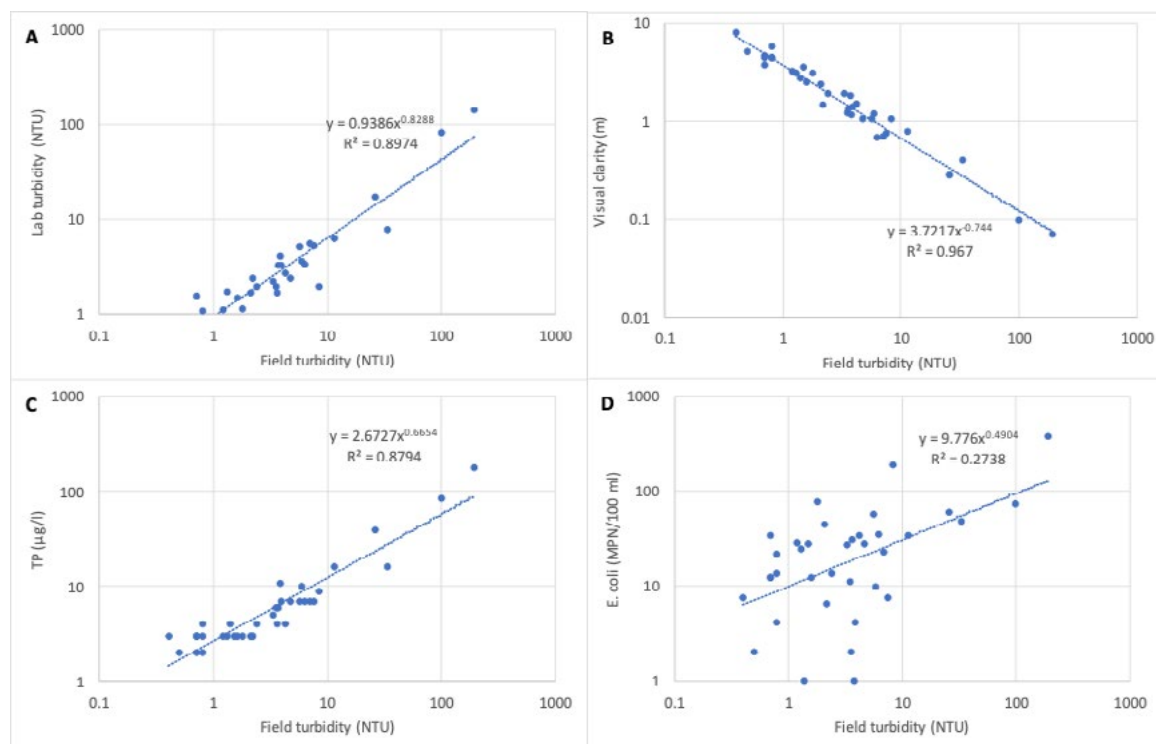 A
1000
100
10
1
0.1
1
10
100
1000
Lab turbidity (NTU)
Field turbidity (NTU)
y = 0.9386x^0.8288
R² = 0.8974
B
10
1
0.1
0.01
0.1
1
10
100
1000
Visual clarity (m)
Field turbidity (NTU)
y = 3.7217x^-0.744
R² = 0.967
C
1000
100
10
1
0.1
1
10
100
1000
TP (µg/l)
Field turbidity (NTU)
y = 2.6727x^0.6654
R² = 0.8794
D
1000
100
10
1
0.1
1
10
100
1000
E. coli (MPN/100 ml)
Field turbidity (NTU)
y = 9.776x^0.4904
R² = 0.2738